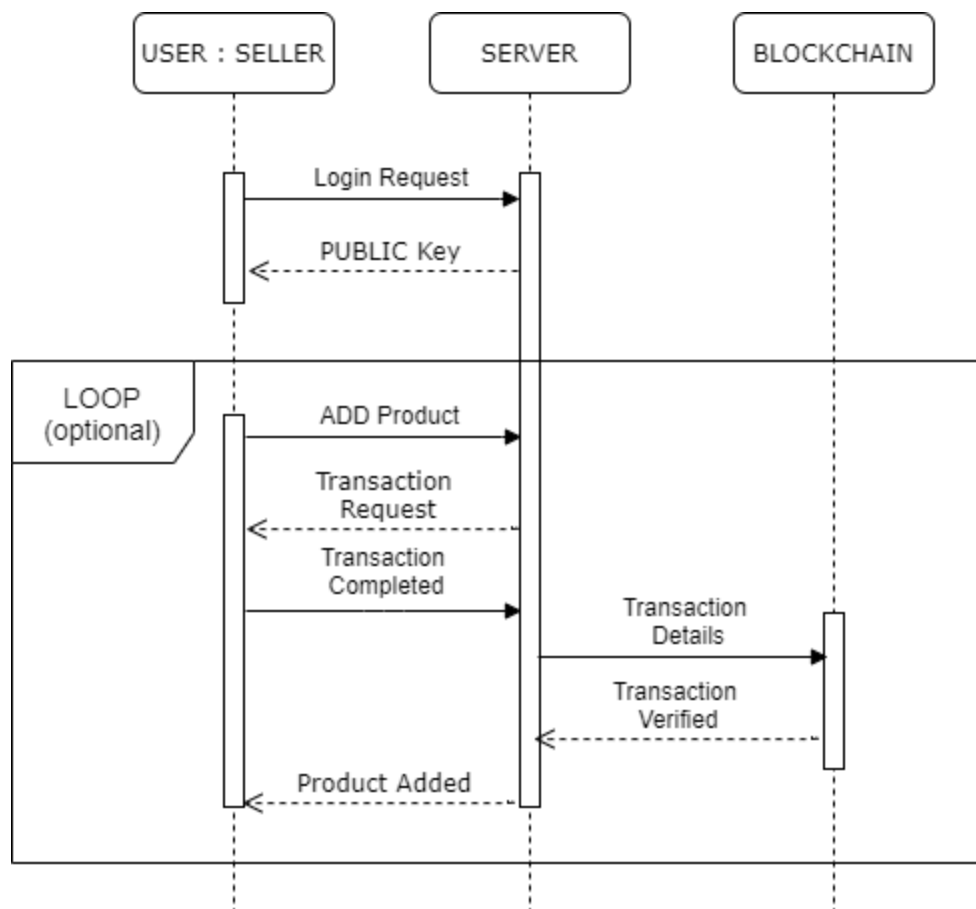 USER : SELLER
SERVER
BLOCKCHAIN
Login Request
PUBLIC Key
LOOP
(optional)
ADD Product
Transaction
Request
Transaction
Completed
Transaction
Details
Transaction
Verified
Product Added